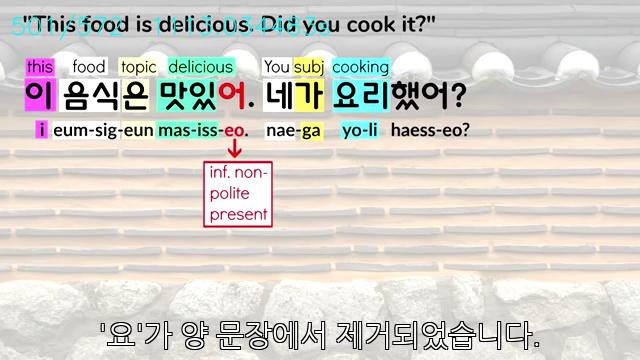 "This food is delicious. Did you cook it?"
this food topic delicious You subj cooking
이 음식은 맛있어. 네가 요리했어?
i eum-sig-eun mas-iss-eo. nae-ga yo-li haess-eo?
inf. non-
polite
present
'요'가 양 문장에서 제거되었습니다.